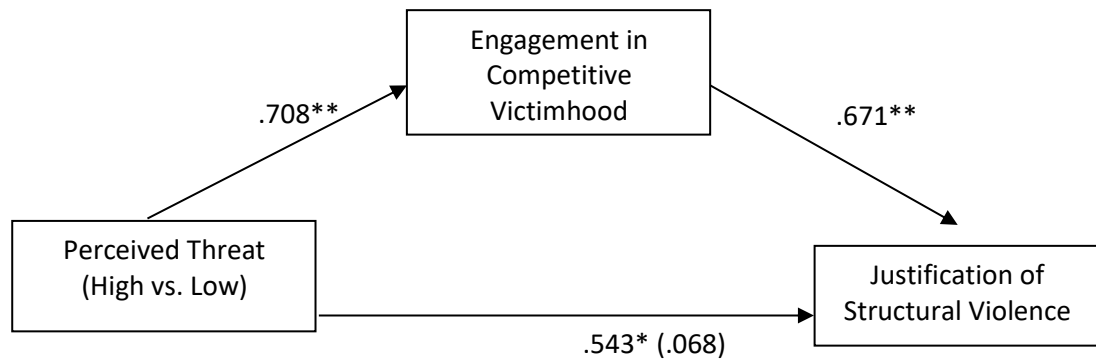 Engagement in
Competitive
Victimhood
.708**
.671**
Perceived Threat
(High vs. Low)
Justification of
Structural Violence
.543* (.068)